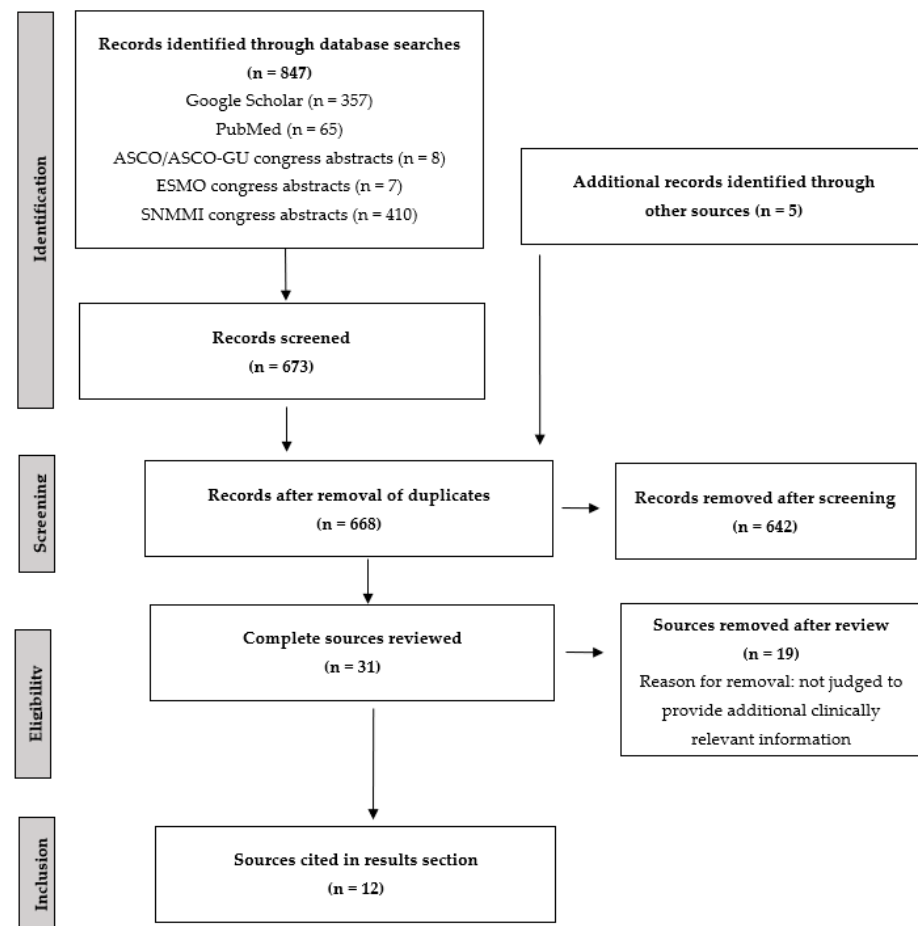 Identification
Records identified through database searches
(n = 847)
Google Scholar (n = 357)
PubMed (n = 65)
ASCO/ASCO-GU congress abstracts (n = 8)
ESMO congress abstracts (n = 7)
SNMMI congress abstracts (n = 410)
Additional records identified through
other sources (n = 5)
Records screened
(n = 673)
Screening
Records after removal of duplicates
(n = 668)
Records removed after screening
(n = 642)
Eligibility
Complete sources reviewed
(n = 31)
Sources removed after review
(n = 19)
Reason for removal: not judged to
provide additional clinically
relevant information
Inclusion
Sources cited in results section
(n = 12)